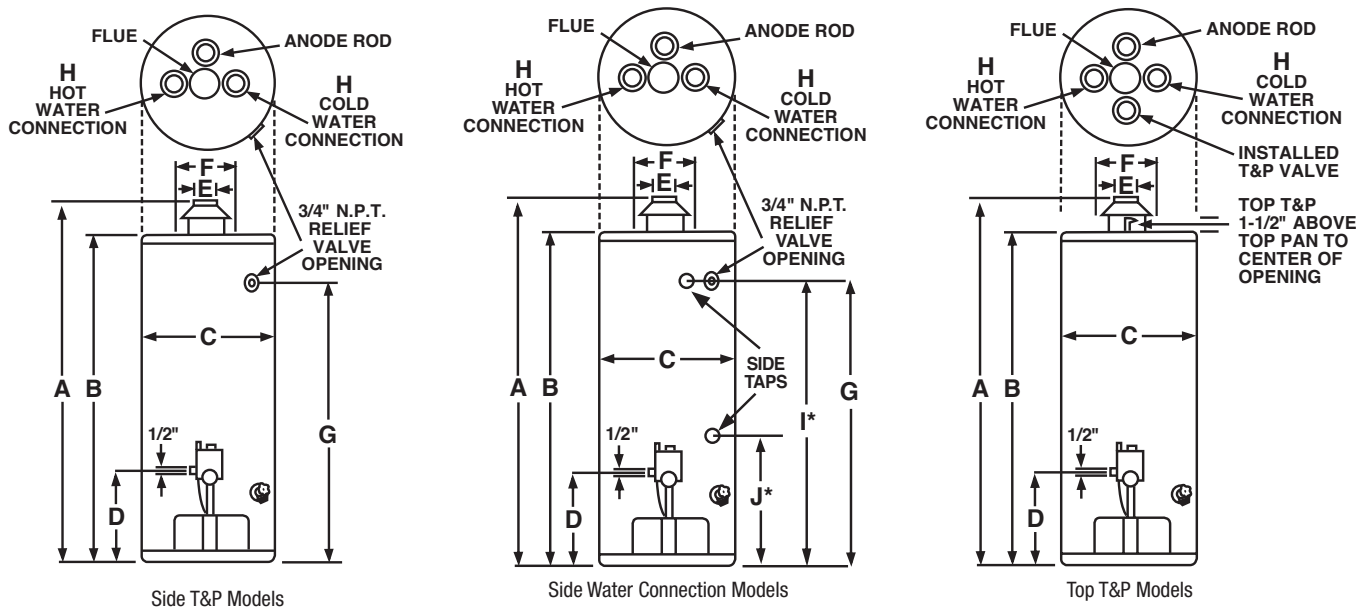 FLUE
ANODE ROD
H
HOT
WATER
CONNECTION
H
COLD
WATER
CONNECTION
F
E
3/4" N.P.T.
RELIEF
VALVE
OPENING
C
A
B
G
1/2"
D
Side T&P Models
FLUE
ANODE ROD
H
HOT
WATER
CONNECTION
H
COLD
WATER
CONNECTION
F
E
3/4" N.P.T.
RELIEF
VALVE
OPENING
C
SIDE
TAPS
A
B
I*
G
1/2"
D
J*
Side Water Connection Models
FLUE
ANODE ROD
H
HOT
WATER
CONNECTION
H
COLD
WATER
CONNECTION
INSTALLED
T&P VALVE
F
E
TOP T&P
1-1/2" ABOVE
TOP PAN TO
CENTER OF
OPENING
C
A
B
1/2"
D
Top T&P Models